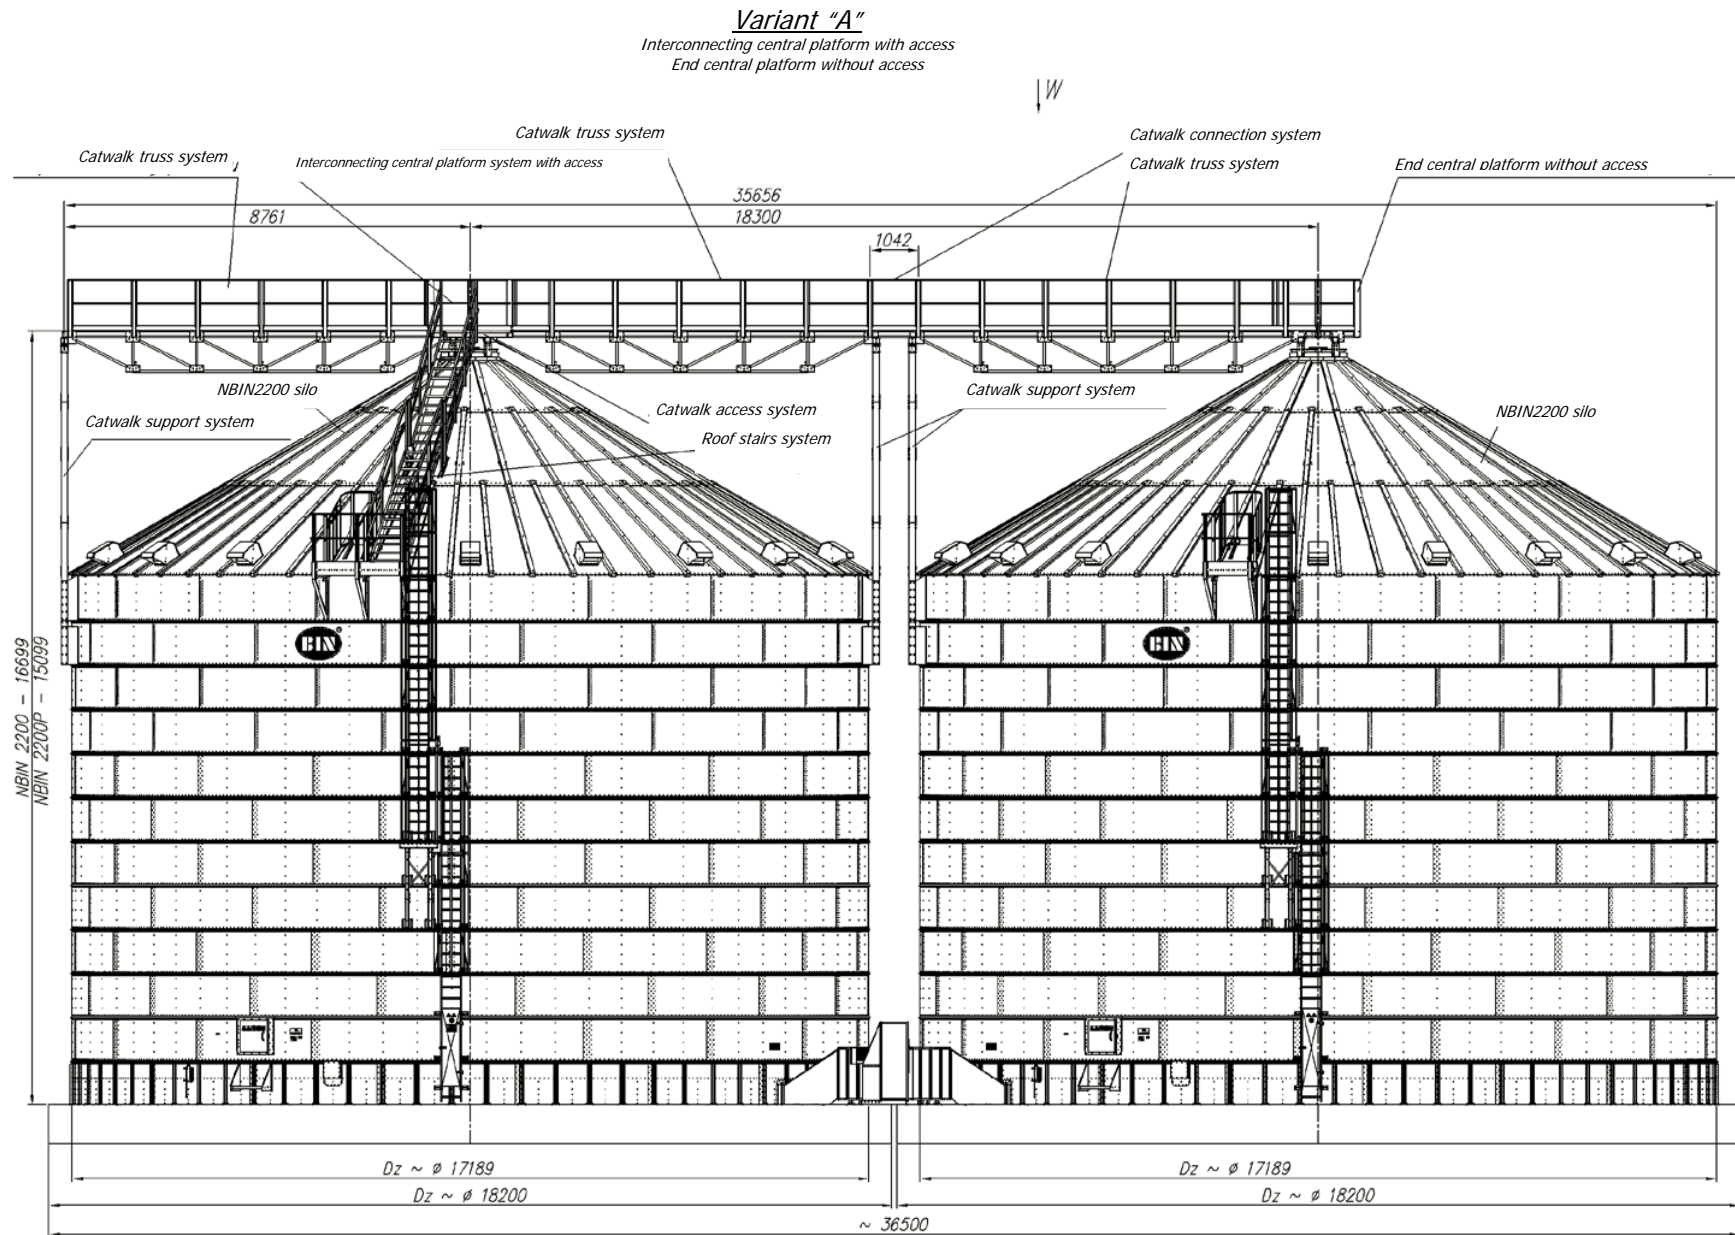 Variant “A”
Interconnecting central platform with access
End central platform without access
W
Catwalk truss system
Catwalk connection system
Catwalk truss system
Interconnecting central platform system with access
Catwalk truss system
End central platform without access
35656
8761
18300
1042
NBIN2200 silo
Catwalk support system
Catwalk support system
Catwalk access system
NBIN2200 silo
Roof stairs system
BIN®
BIN®
NBIN 2200 - 16699
NBIN 2200P - 15099
Dz ~ ø 17189
Dz ~ ø 17189
Dz ~ ø 18200
Dz ~ ø 18200
~ 36500